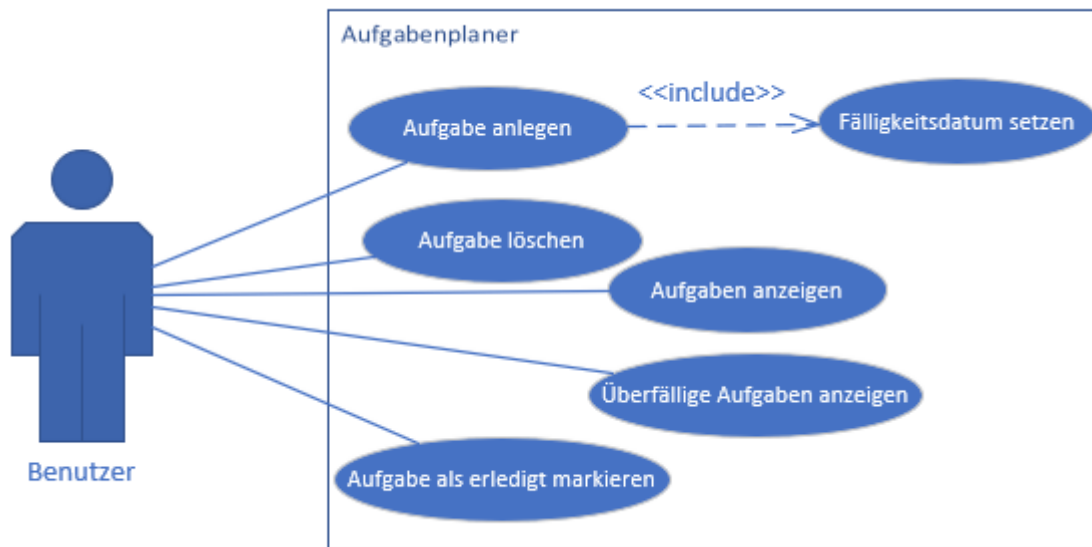 Aufgabenplaner
<<include>>
Aufgabe anlegen
Fälligkeitsdatum setzen
Aufgabe löschen
Aufgaben anzeigen
Überfällige Aufgaben anzeigen
Aufgabe als erledigt markieren
Benutzer